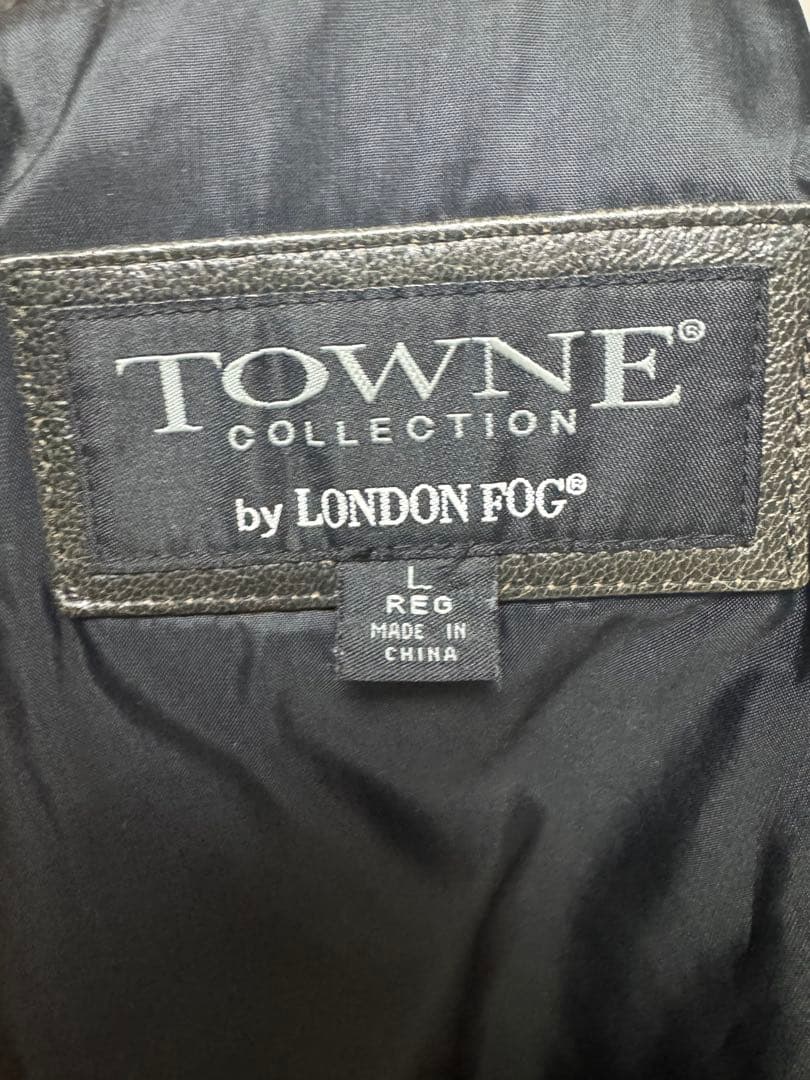 TOWNE®
COLLECTION
by LONDON FOG®
L
REG
MADE IN
CHINA